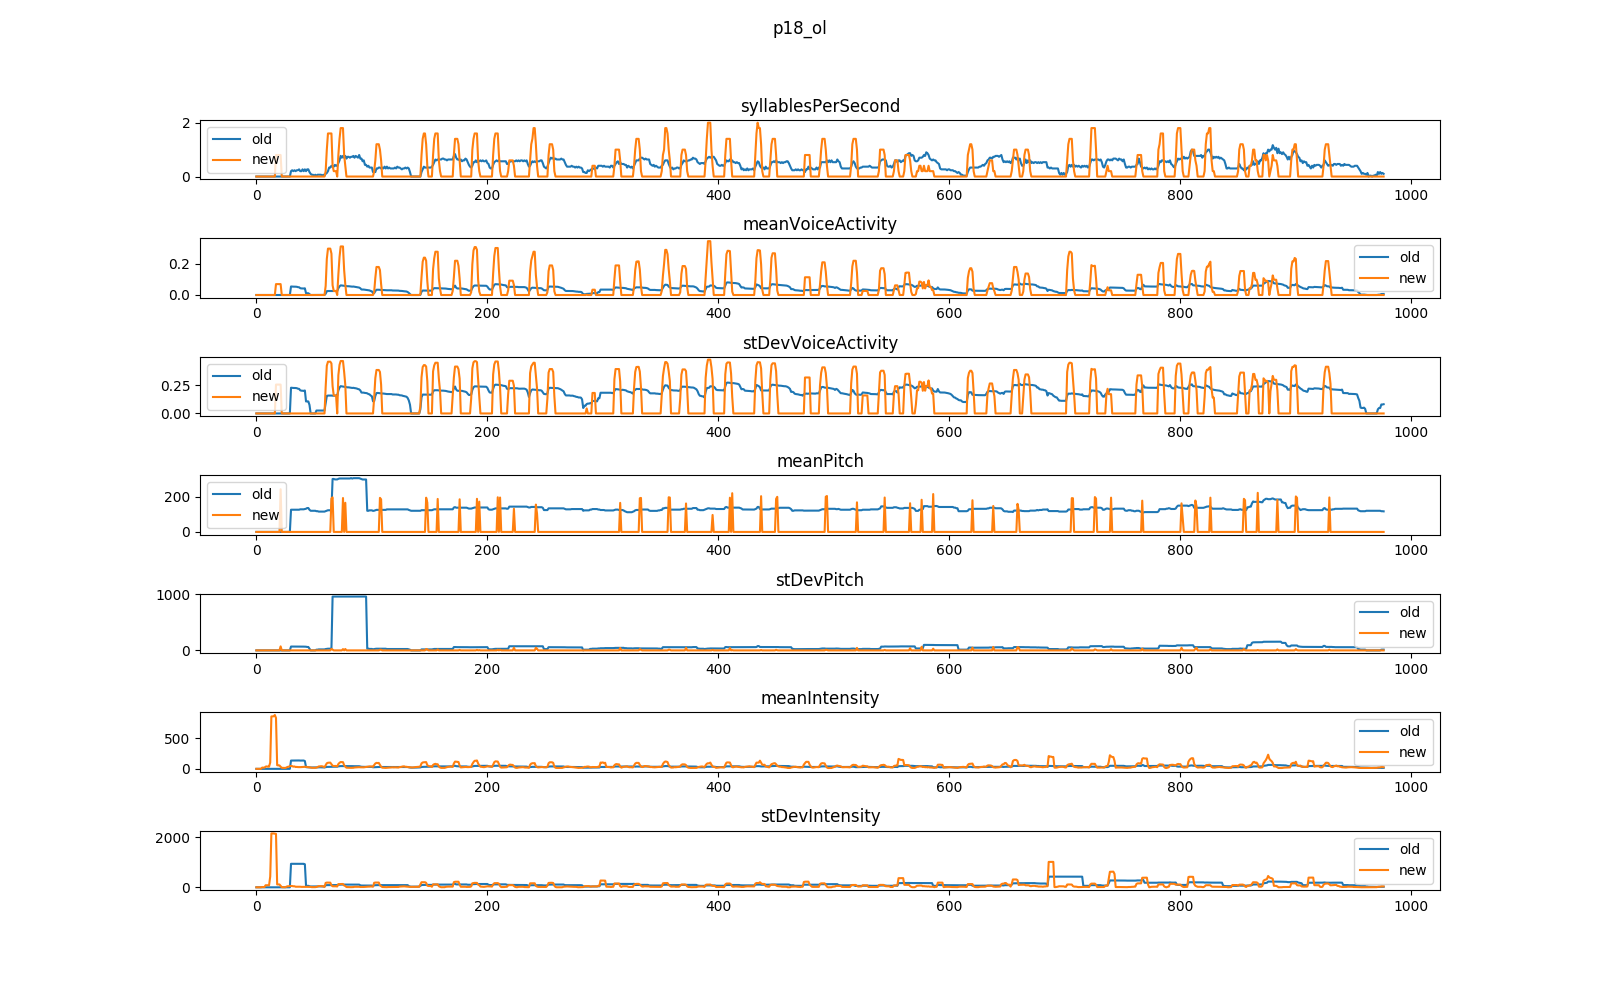 p18_ol
syllablesPerSecond
2
0
old
new
0 200 400 600 800 1000
meanVoiceActivity
0.2
0.0
old
new
0 200 400 600 800 1000
stDevVoiceActivity
0.25
0.00
old
new
0 200 400 600 800 1000
meanPitch
200
0
old
new
0 200 400 600 800 1000
stDevPitch
1000
0
old
new
0 200 400 600 800 1000
meanIntensity
500
0
old
new
0 200 400 600 800 1000
stDevIntensity
2000
0
old
new
0 200 400 600 800 1000